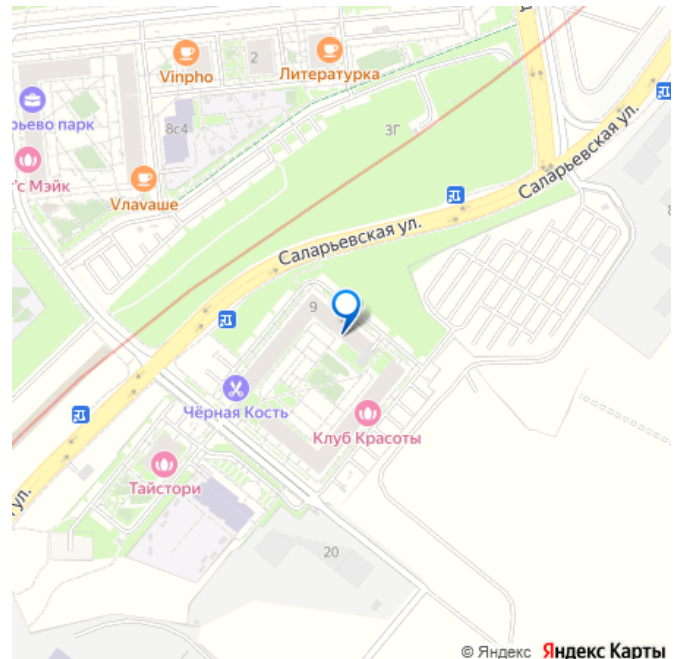 Vinpho
2
Литературка
рьево парк
8с4
3Г
'с Мэйк
Vлаvаше
Саларьевская ул.
Саларьевская ул.
9
Чёрная Кость
Клуб Красоты
Тайстори
ул.
20
© Яндекс Яндекс Карты